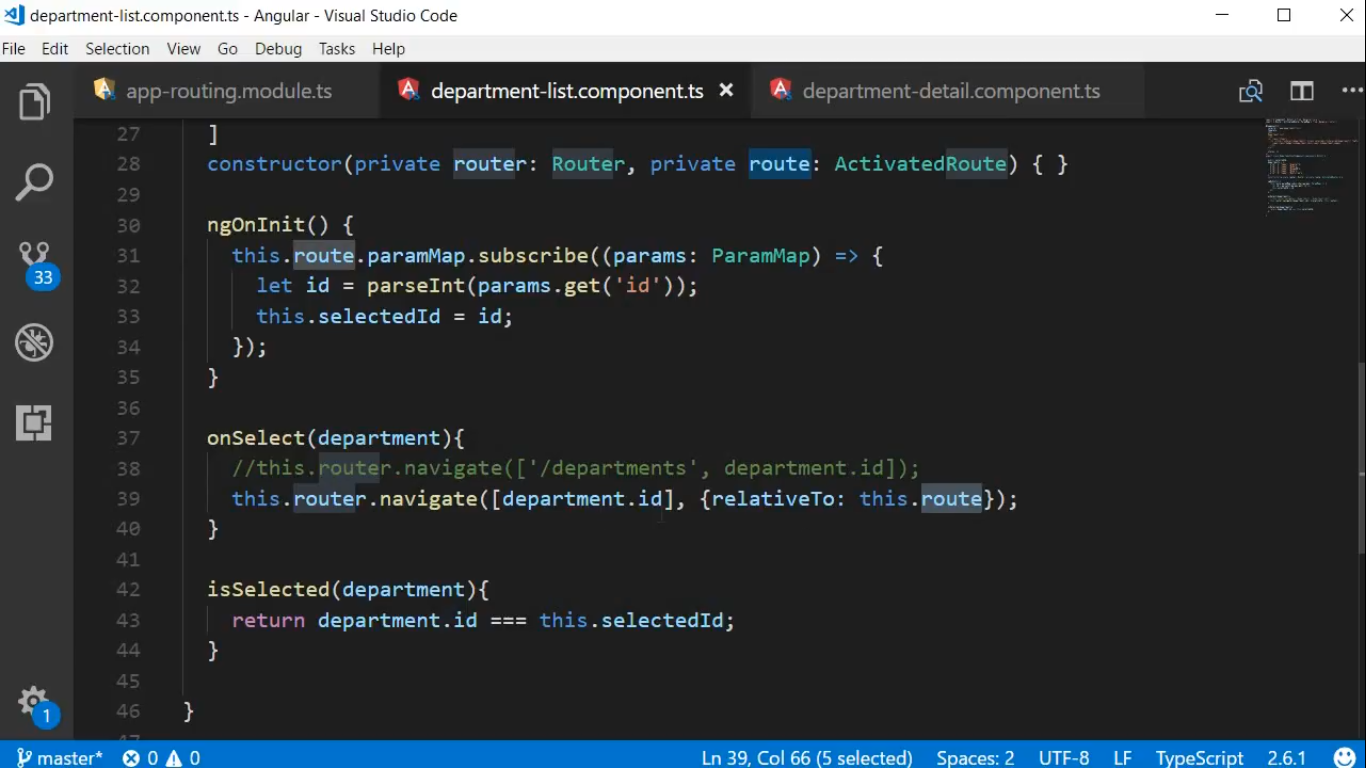 department-list.component.ts - Angular - Visual Studio Code
File Edit Selection View Go Debug Tasks Help
app-routing.module.ts department-list.component.ts department-detail.component.ts
27 ]
28 constructor(private router: Router, private route: ActivatedRoute) { }
29
30 ngOnInit() {
31 this.route.paramMap.subscribe((params: ParamMap) => {
32 let id = parseInt(params.get('id'));
33 this.selectedId = id;
34 });
35 }
36
37 onSelect(department){
38 //this.router.navigate(['/departments', department.id]);
39 this.router.navigate([department.id], {relativeTo: this.route});
40 }
41
42 isSelected(department){
43 return department.id === this.selectedId;
44 }
45
46 }
33
1
master* 0 0 Ln 39, Col 66 (5 selected) Spaces: 2 UTF-8 LF TypeScript 2.6.1